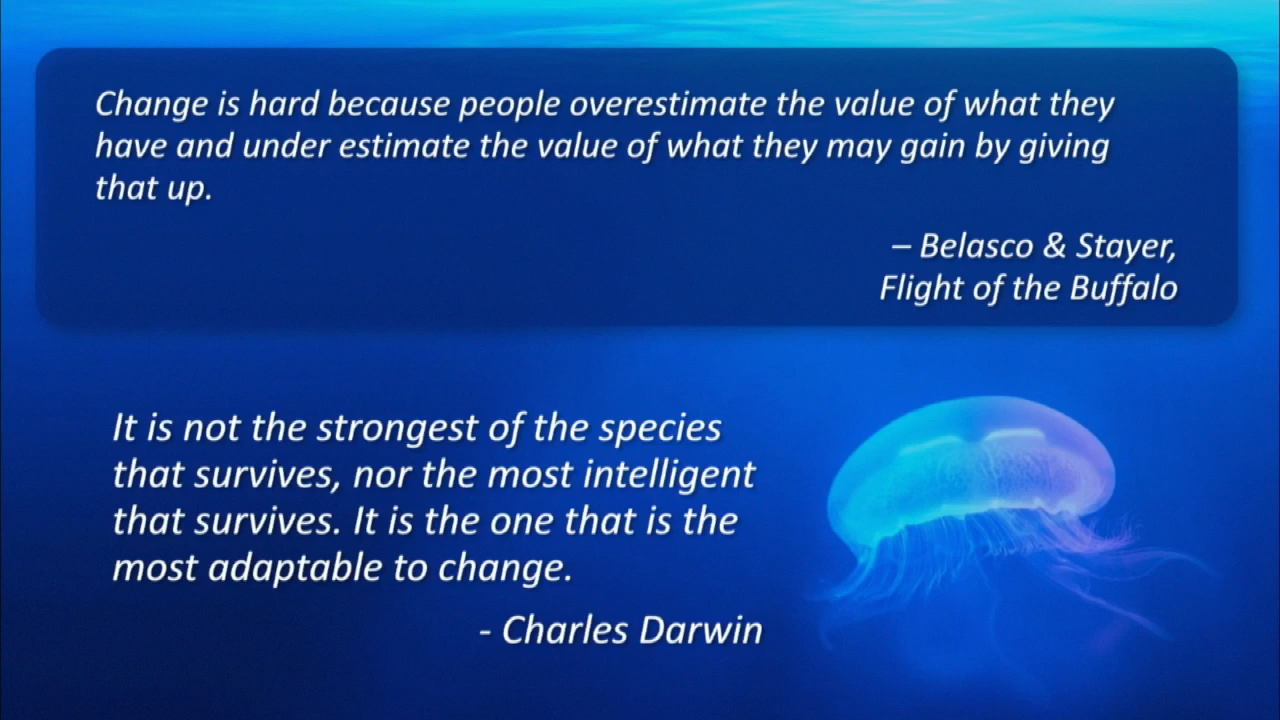 Change is hard because people overestimate the value of what they
have and under estimate the value of what they may gain by giving
that up.
– Belasco & Stayer,
Flight of the Buffalo
It is not the strongest of the species
that survives, nor the most intelligent
that survives. It is the one that is the
most adaptable to change.
- Charles Darwin